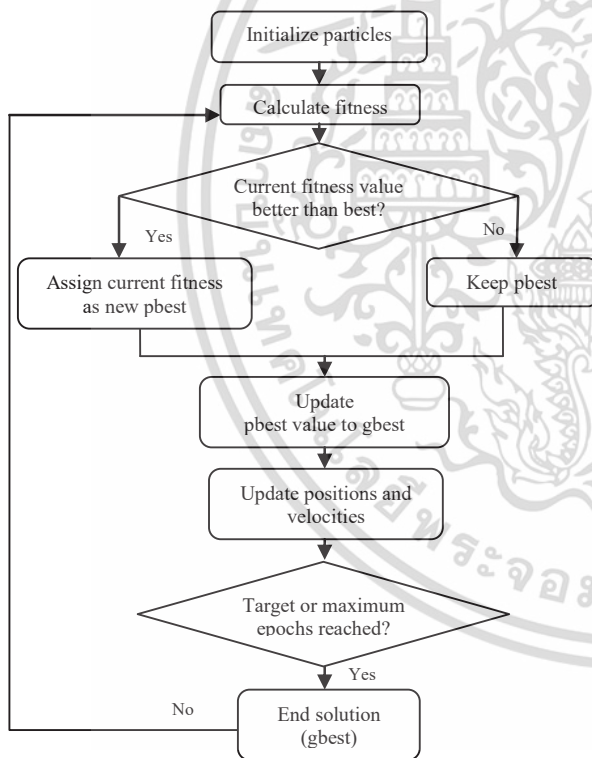 Initialize particles
Calculate fitness
Current fitness value
better than best?
Yes
No
Assign current fitness
as new pbest
Keep pbest
Update
pbest value to gbest
Update positions and
velocities
Target or maximum
epochs reached?
Yes
No
End solution
(gbest)